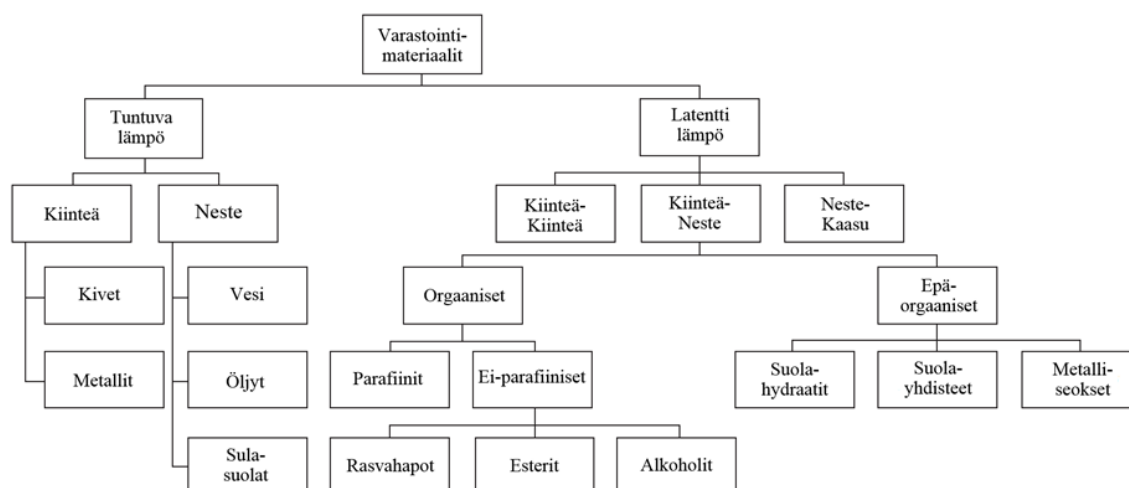 Varastointi-
materiaalit
Tuntuva
lämpö
Latentti
lämpö
Kiinteä
Neste
Kiinteä-
Kiinteä
Kiinteä-
Neste
Neste-
Kaasu
Kivet
Vesi
Orgaaniset
Epä-
orgaaniset
Metallit
Öljyt
Parafiinit
Ei-parafiiniset
Suola-
hydraatit
Suola-
yhdisteet
Metalli-
seokset
Sula-
suolat
Rasvahapot
Esterit
Alkoholit